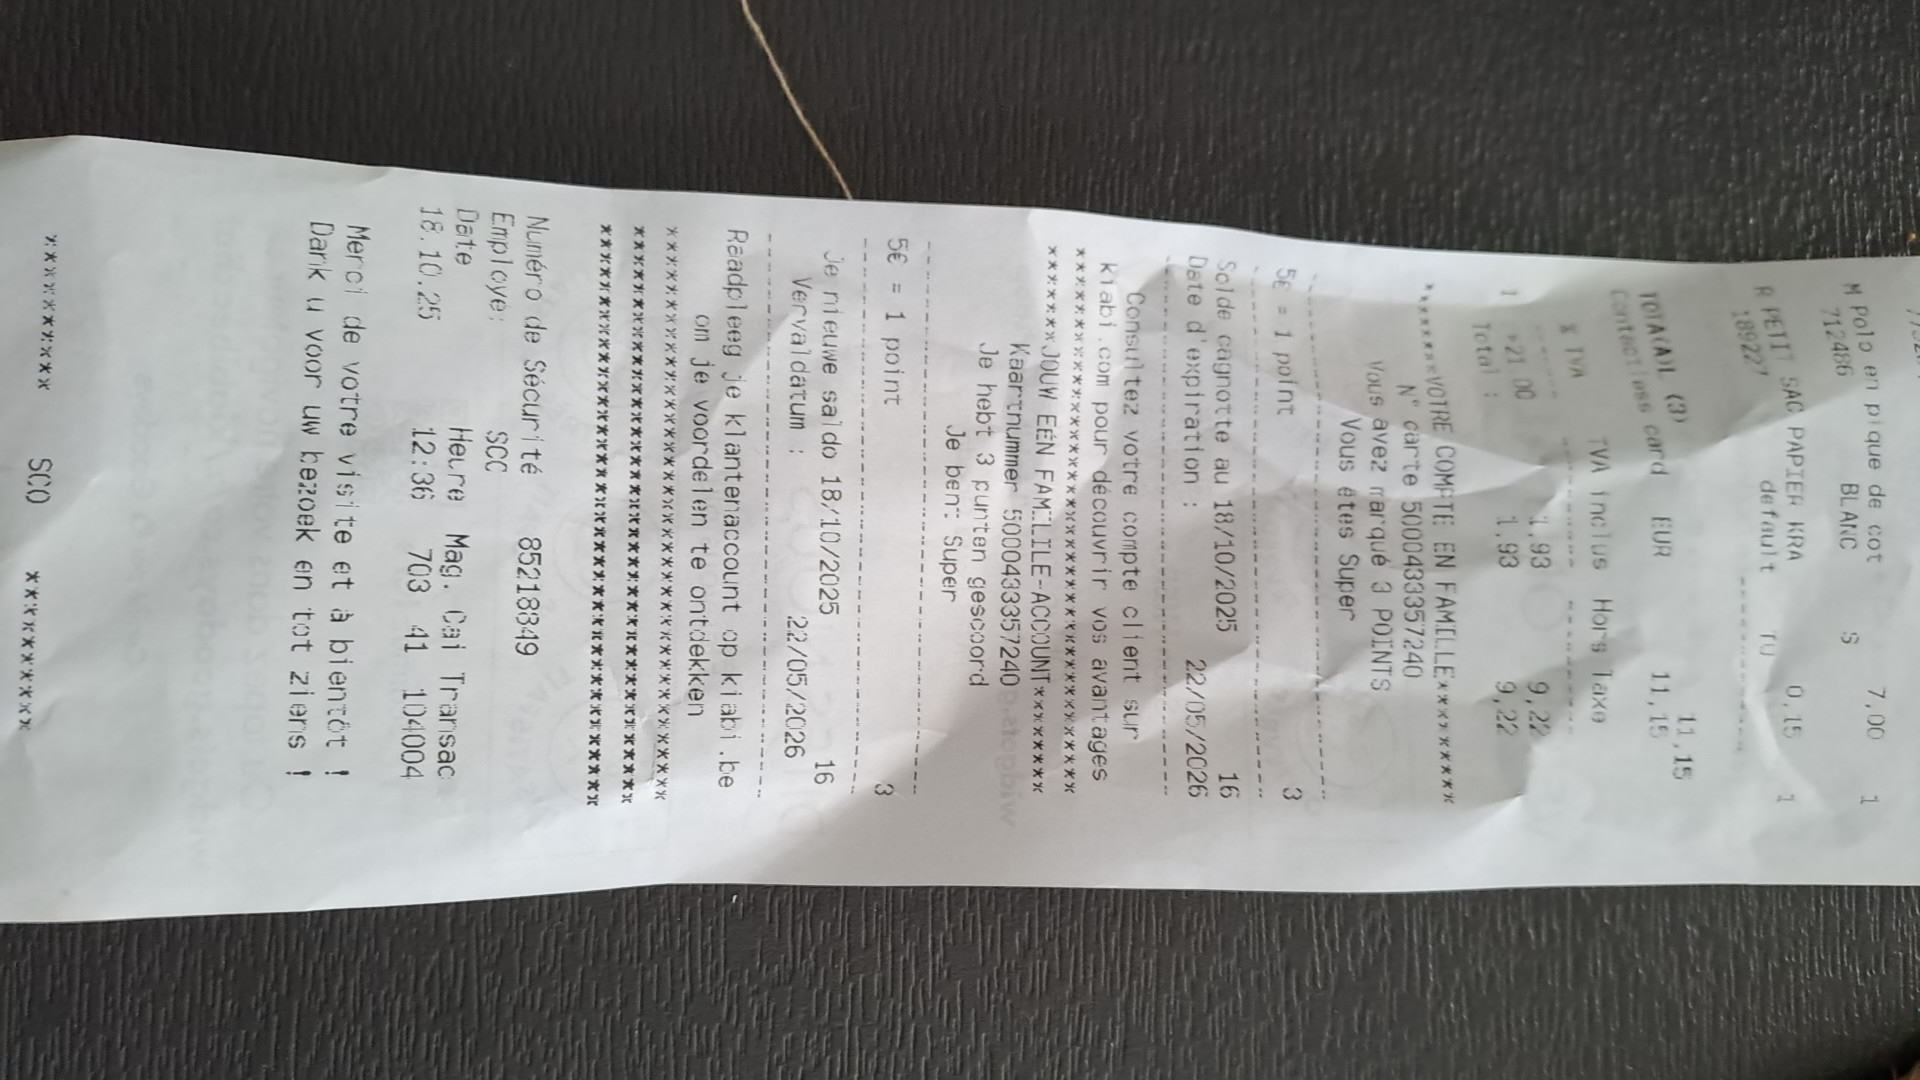 M Polo en pique de cot 7,00 1
712486 BLANC S
R PETIT SAC PAPIER KRA 0,15 1
189227 default TU
----------
TOTA(A)L (3) 11,15
Contactless card EUR 11,15
% TVA TVA inclus Hors Taxe
------ ---------- ----------
1 >21.00 1,93 9,22
Total : 1,93 9,22
*******VOTRE COMPTE EN FAMILLE**********
N° carte 5000433357240
Vous avez marqué 3 POINTS
Vous êtes Super
----------------------------------------
5€ = 1 point 3
----------------------------------------
Solde cagnotte au 18/10/2025 16
Date d'expiration : 22/05/2026
----------------------------------------
Consultez votre compte client sur
kiabi.com pour découvrir vos avantages
****************************************
*******JOUW EEN FAMILILE-ACCOUNT********
Kaartnummer 5000433357240
Je hebt 3 punten gescoord
Je bent Super
----------------------------------------
5€ = 1 point 3
----------------------------------------
Je nieuwe saldo 18/10/2025 16
Vervaldatum : 22/05/2026
----------------------------------------
Raadpleeg je klantenaccount op kiabi.be
om je voordelen te ontdekken
****************************************
****************************************
****************************************
Numéro de Sécurité 85218349
Employé: SCO
Date Heure Mag. Cai Transac
18.10.25 12:36 703 41 104004
Merci de votre visite et à bientôt !
Dank u voor uw bezoek en tot ziens !
*********** SCO ***********